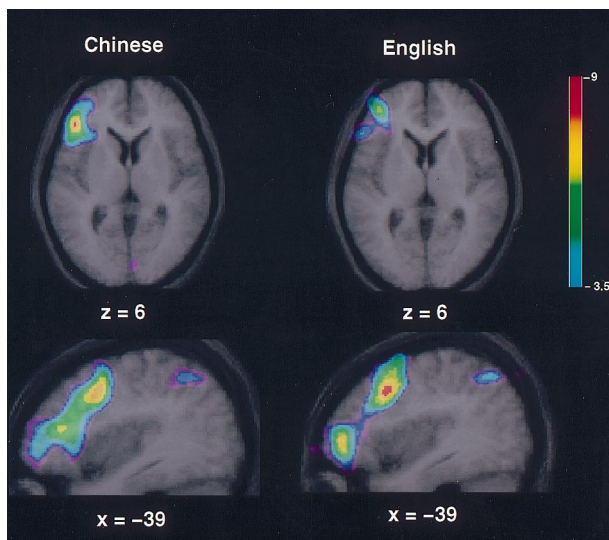 Chinese
English
9
3.5
z = 6
z = 6
x = –39
x = –39